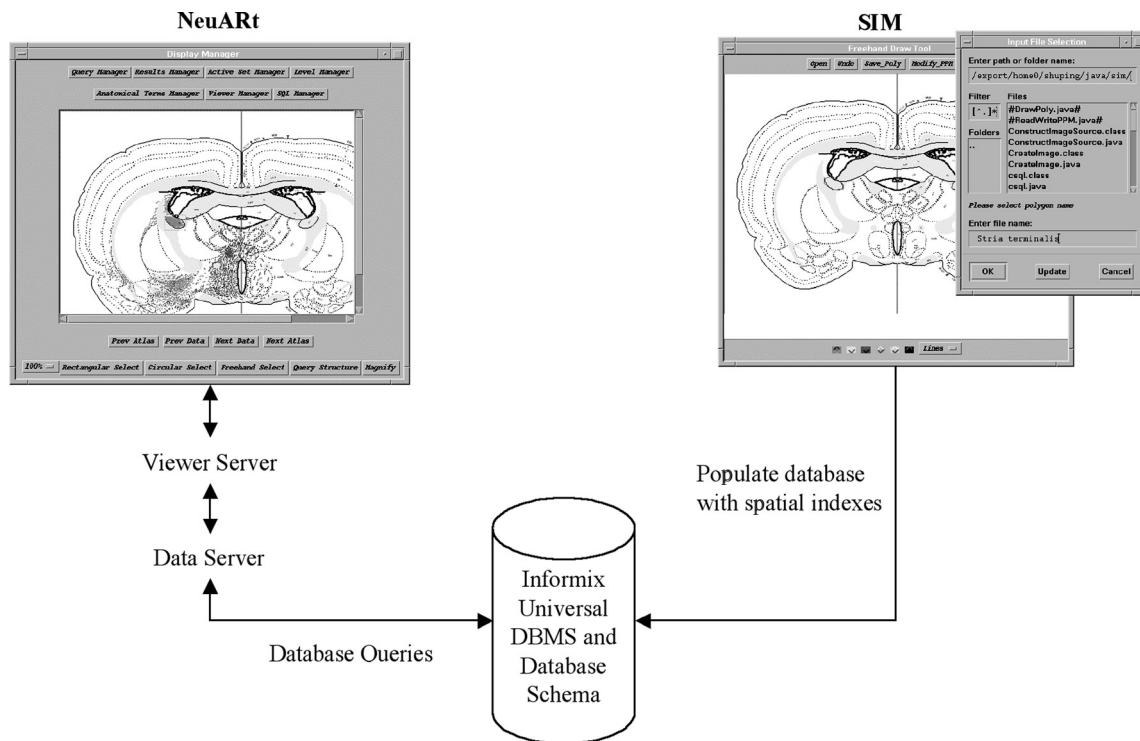 NeuARt
Display Manager
Query Manager Results Manager Active Set Manager Level Manager
Anatomical Terms Manager Viewer Manager SQL Manager
Prev Atlas Prev Data Next Data Next Atlas
100% Rectangular Select Circular Select Freehand Select Query Structure Magnify
SIM
Freehand Draw Tool
Open Undo Save_Poly Modify_PPM
Lines
Input File Selection
Enter path or folder name:
/export/home0/shuping/java/sim/
Filter Files
[^.]*
Folders
..
#DrawPoly.java#
#ReadWritePPM.java#
ConstructImageSource.class
ConstructImageSource.java
CreateImage.class
CreateImage.java
csql.class
csql.java
Please select polygon name
Enter file name:
Stria terminalis
OK Update Cancel
Viewer Server
Data Server
Database Oueries
Populate database
with spatial indexes
Informix
Universal
DBMS and
Database
Schema